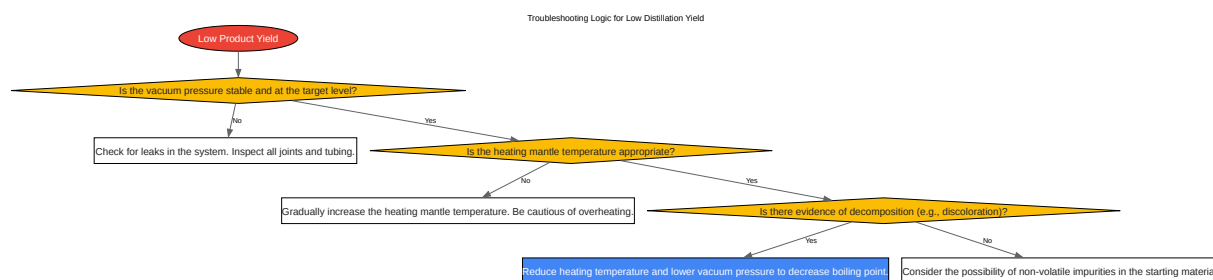 Troubleshooting Logic for Low Distillation Yield
Low Product Yield
Is the vacuum pressure stable and at the target level?
No
Yes
Check for leaks in the system. Inspect all joints and tubing.
Is the heating mantle temperature appropriate?
No
Yes
Gradually increase the heating mantle temperature. Be cautious of overheating.
Is there evidence of decomposition (e.g., discoloration)?
Yes
No
Reduce heating temperature and lower vacuum pressure to decrease boiling point.
Consider the possibility of non-volatile impurities in the starting materia